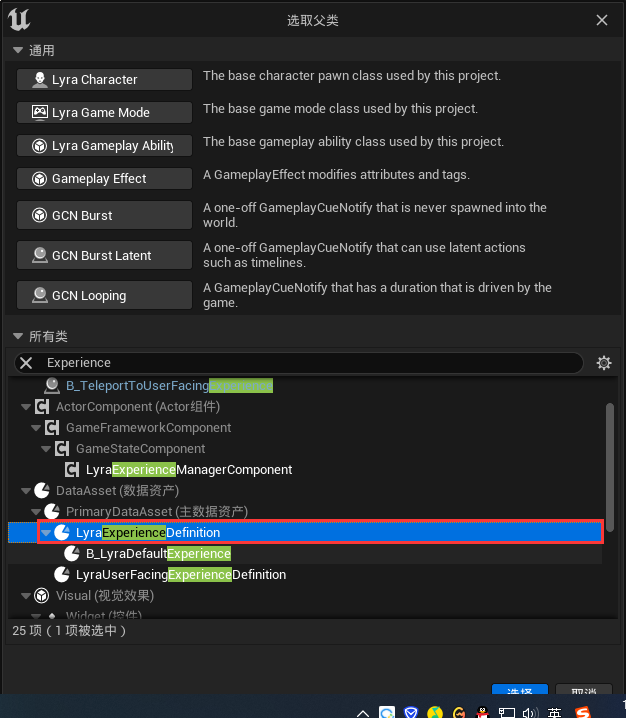 选取父类
通用
Lyra Character
The base character pawn class used by this project.
Lyra Game Mode
The base game mode class used by this project.
Lyra Gameplay Ability
The base gameplay ability class used by this project.
Gameplay Effect
A GameplayEffect modifies attributes and tags.
GCN Burst
A one-off GameplayCueNotify that is never spawned into the
world.
GCN Burst Latent
A one-off GameplayCueNotify that can use latent actions
such as timelines.
GCN Looping
A GameplayCueNotify that has a duration that is driven by the
game.
所有类
Experience
B_TeleportToUserFacingExperience
ActorComponent (Actor组件)
GameFrameworkComponent
GameStateComponent
LyraExperienceManagerComponent
DataAsset (数据资产)
PrimaryDataAsset (主数据资产)
LyraExperienceDefinition
B_LyraDefaultExperience
LyraUserFacingExperienceDefinition
Visual (视觉效果)
Widget (控件)
25 项（1 项被选中）
选择
取消
英